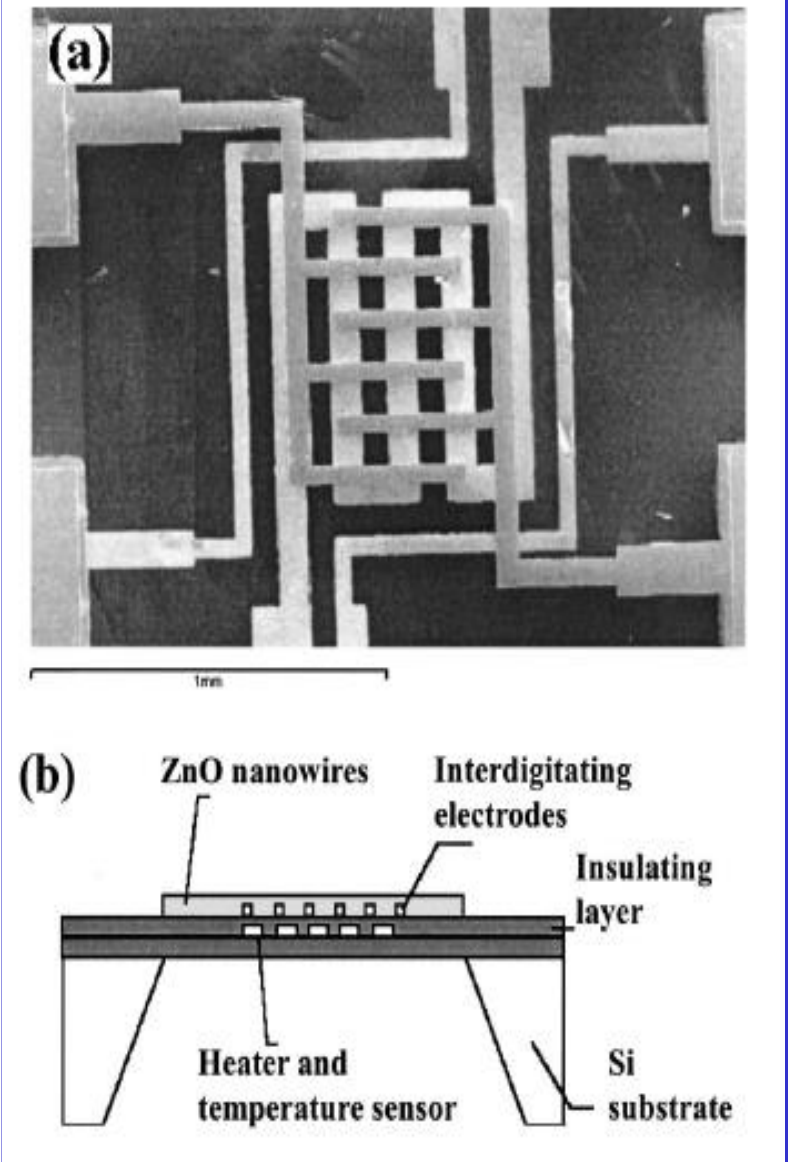 (a)
1mm
(b)
ZnO nanowires
Interdigitating
electrodes
Insulating
layer
Heater and
temperature sensor
Si
substrate